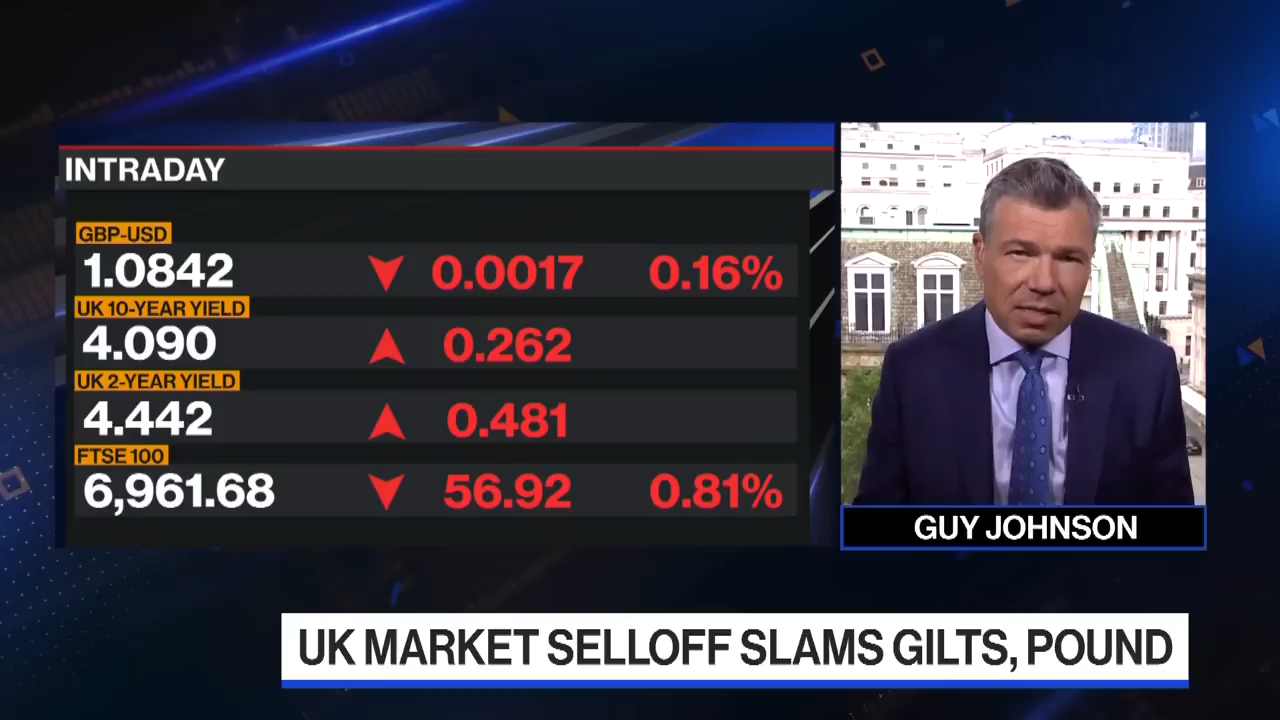 INTRADAY
GBP-USD
1.0842 ▼ 0.0017 0.16%
UK 10-YEAR YIELD
4.090 ▲ 0.262
UK 2-YEAR YIELD
4.442 ▲ 0.481
FTSE 100
6,961.68 ▼ 56.92 0.81%
GUY JOHNSON
UK MARKET SELLOFF SLAMS GILTS, POUND